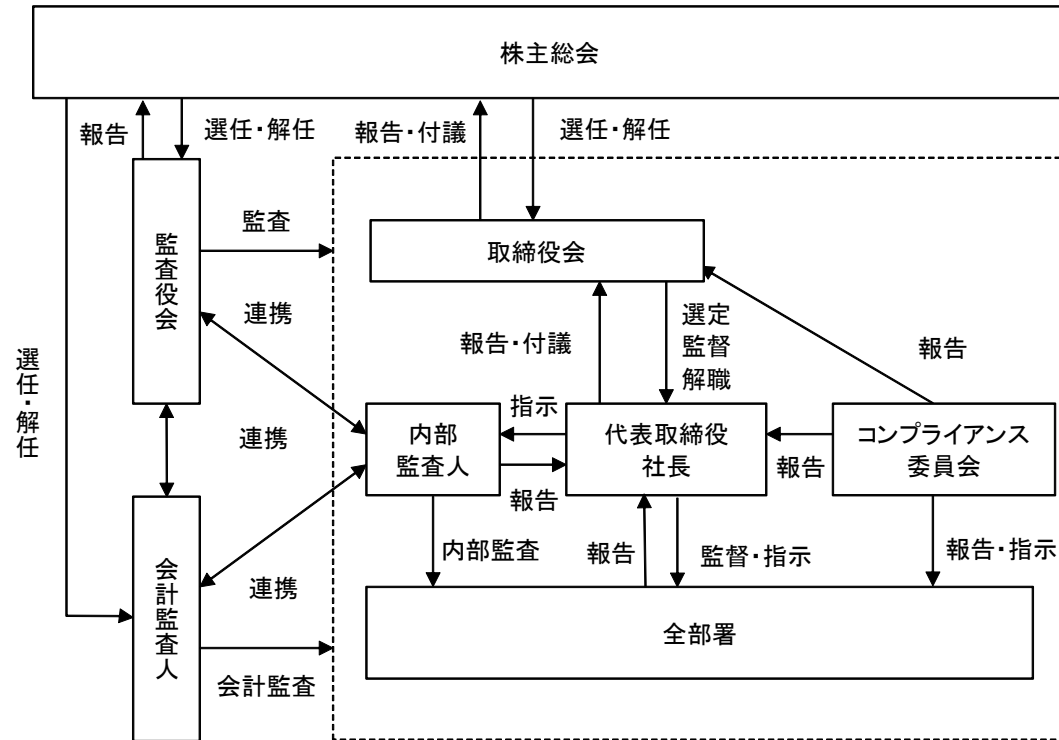 株主総会
報告
選任・解任
報告・付議
選任・解任
監査役会
監査
取締役会
連携
報告・付議
選定
監督
解職
報告
選任・解任
連携
指示
内部
監査人
代表取締役
社長
コンプライアンス
委員会
報告
報告
内部監査
報告
監督・指示
報告・指示
会計監査人
連携
全部署
会計監査